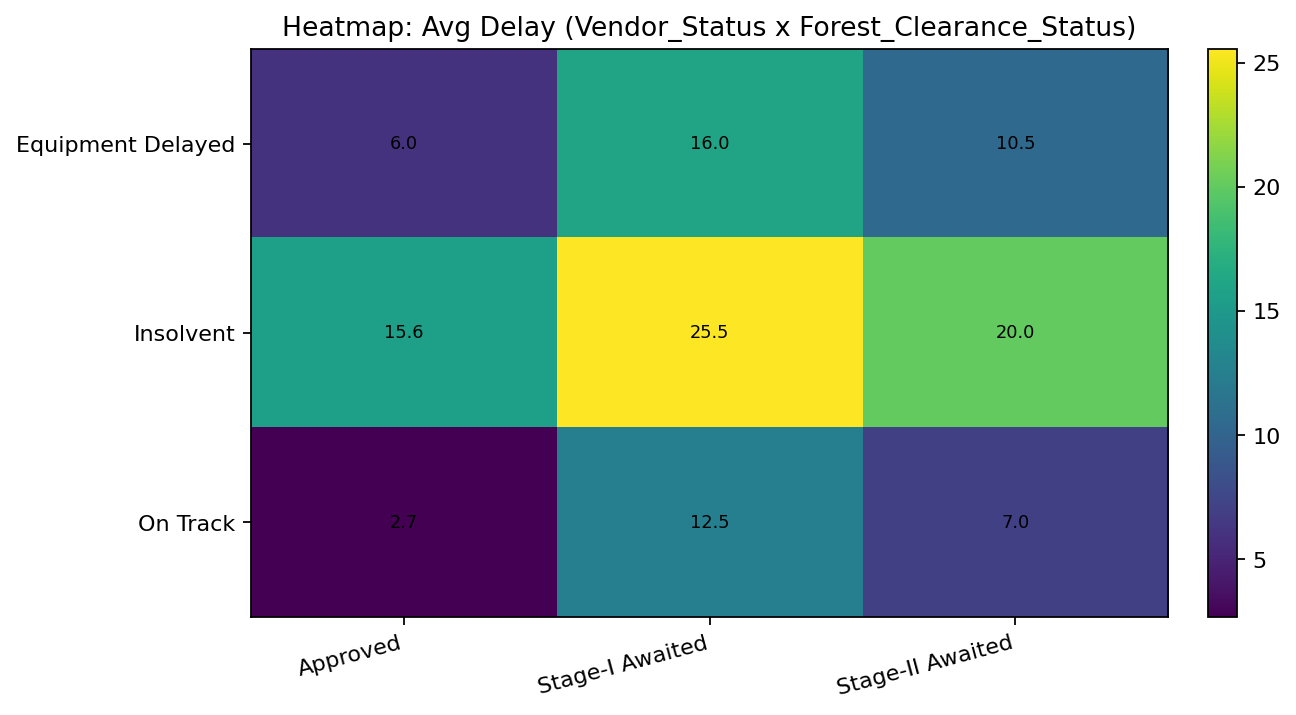 Heatmap: Avg Delay (Vendor_Status x Forest_Clearance_Status)
Equipment Delayed
6.0
16.0
10.5
Insolvent
15.6
25.5
20.0
On Track
2.7
12.5
7.0
Approved
Stage-I Awaited
Stage-II Awaited
25
20
15
10
5